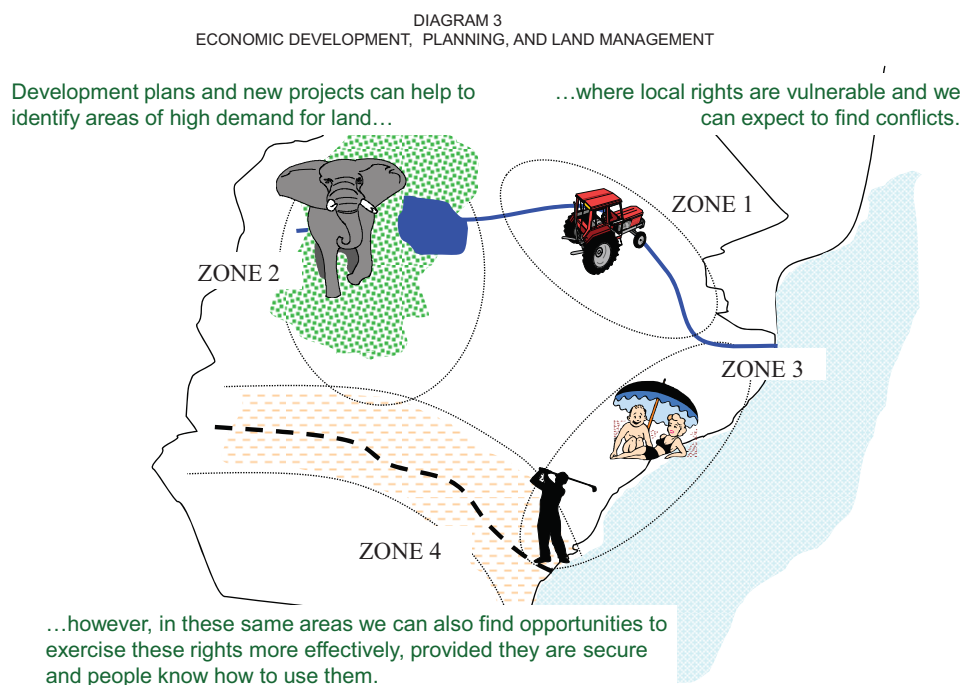 DIAGRAM 3
ECONOMIC DEVELOPMENT, PLANNING, AND LAND MANAGEMENT
Development plans and new projects can help to
identify areas of high demand for land…
…where local rights are vulnerable and we
can expect to find conflicts.
ZONE 1
ZONE 2
ZONE 3
ZONE 4
…however, in these same areas we can also find opportunities to
exercise these rights more effectively, provided they are secure
and people know how to use them.